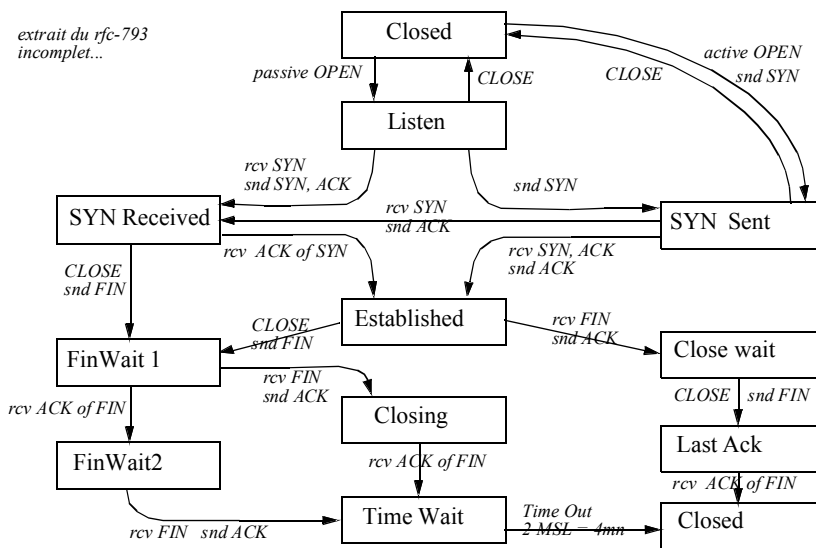 extrait du rfc-793
incomplet...
Closed
active OPEN
snd SYN
passive OPEN
CLOSE
CLOSE
Listen
rcv SYN
snd SYN, ACK
snd SYN
SYN Received
rcv SYN
snd ACK
SYN Sent
rcv ACK of SYN
rcv SYN, ACK
snd ACK
CLOSE
snd FIN
Established
CLOSE
snd FIN
rcv FIN
snd ACK
FinWait 1
Close wait
rcv FIN
snd ACK
rcv ACK of FIN
Closing
CLOSE snd FIN
FinWait2
rcv ACK of FIN
Last Ack
rcv ACK of FIN
rcv FIN snd ACK
Time Wait
Time Out
2 MSL = 4mn
Closed